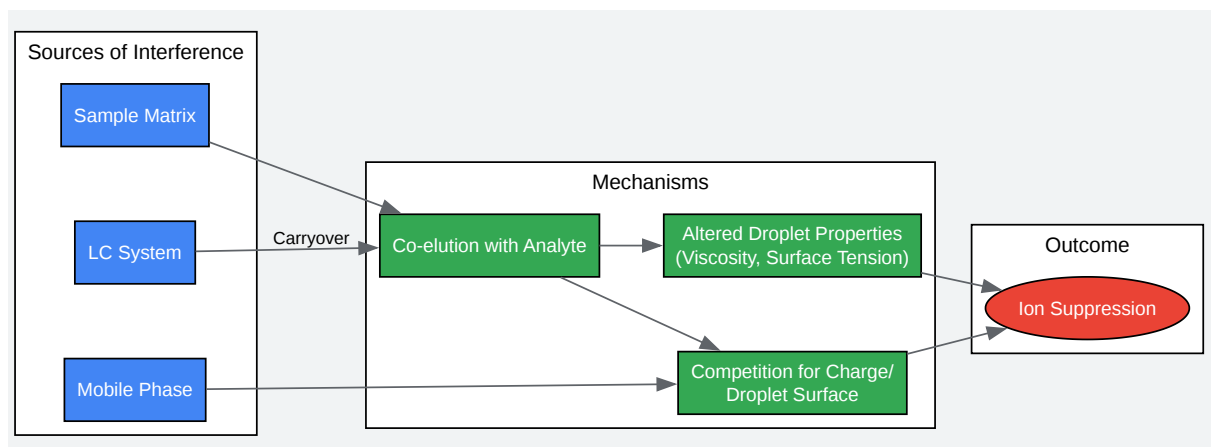 Sources of Interference
Sample Matrix
LC System
Mobile Phase
Carryover
Mechanisms
Co-elution with Analyte
Altered Droplet Properties
(Viscosity, Surface Tension)
Competition for Charge/
Droplet Surface
Outcome
Ion Suppression